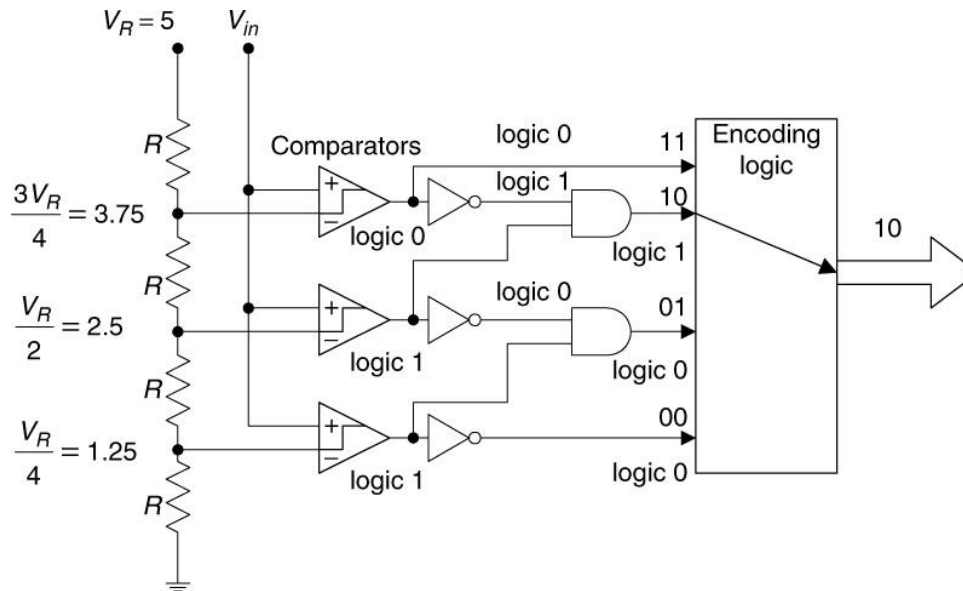 V_R = 5
V_in
R
Comparators
logic 0
11
Encoding logic
+
−
logic 1
10
3V_R/4 = 3.75
logic 0
10
logic 1
R
+
−
logic 0
01
V_R/2 = 2.5
logic 1
logic 0
R
+
−
00
V_R/4 = 1.25
logic 1
logic 0
R